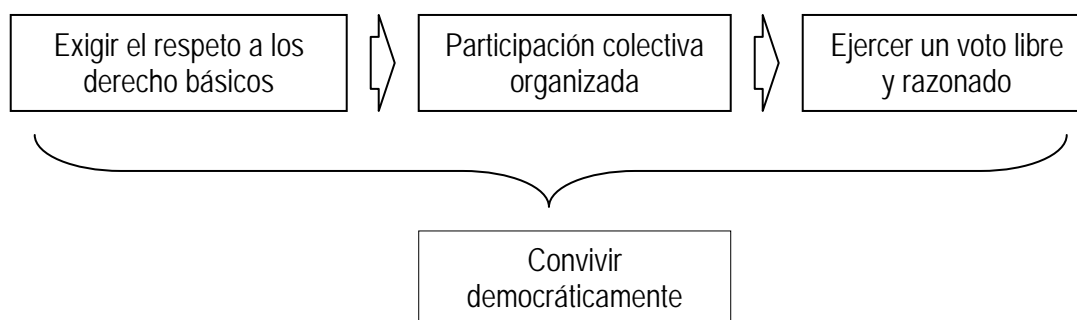 Exigir el respeto a los
derecho básicos
Participación colectiva
organizada
Ejercer un voto libre
y razonado
Convivir
democráticamente